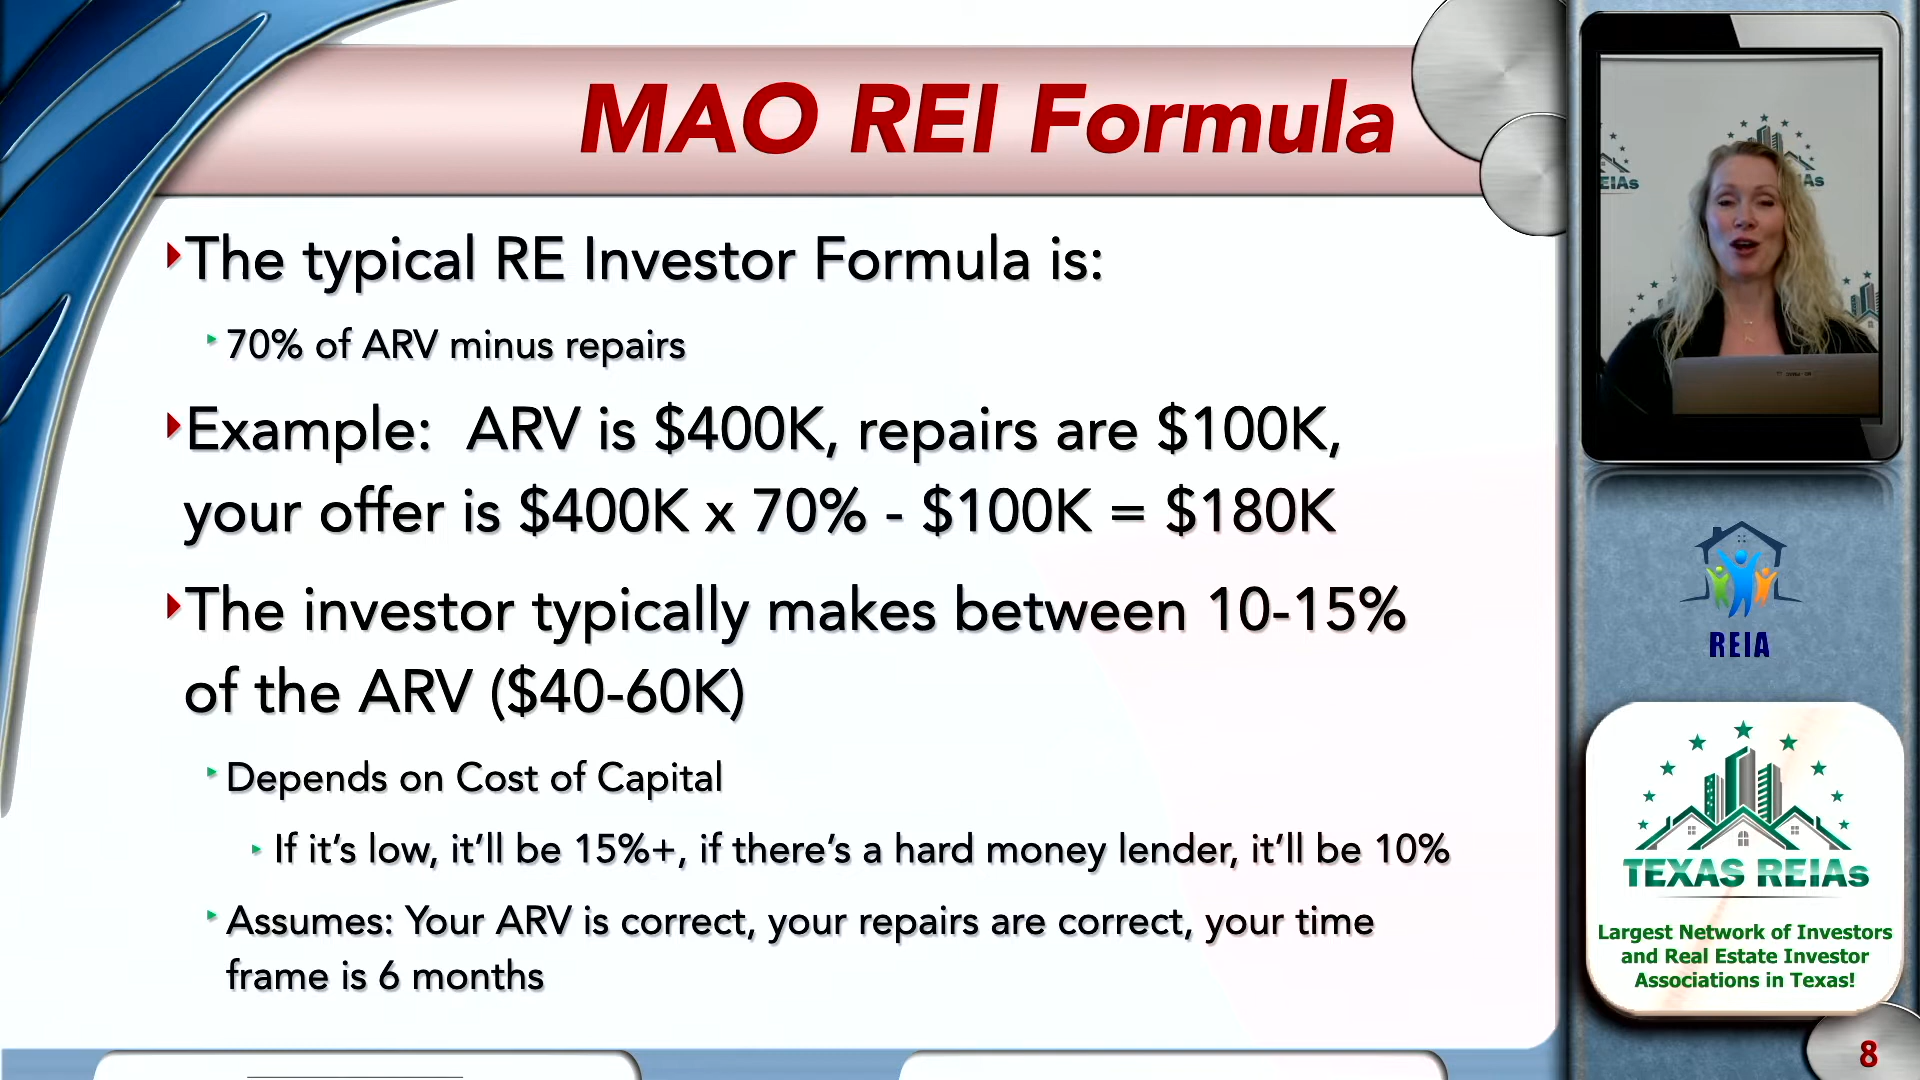 MAO REI Formula
The typical RE Investor Formula is:
70% of ARV minus repairs
Example:  ARV is $400K, repairs are $100K,
your offer is $400K x 70% - $100K = $180K
The investor typically makes between 10-15%
of the ARV ($40-60K)
Depends on Cost of Capital
If it’s low, it’ll be 15%+, if there’s a hard money lender, it’ll be 10%
Assumes: Your ARV is correct, your repairs are correct, your time
frame is 6 months
EIAs
As
REIA
TEXAS REIAs
Largest Network of Investors
and Real Estate Investor
Associations in Texas!
8